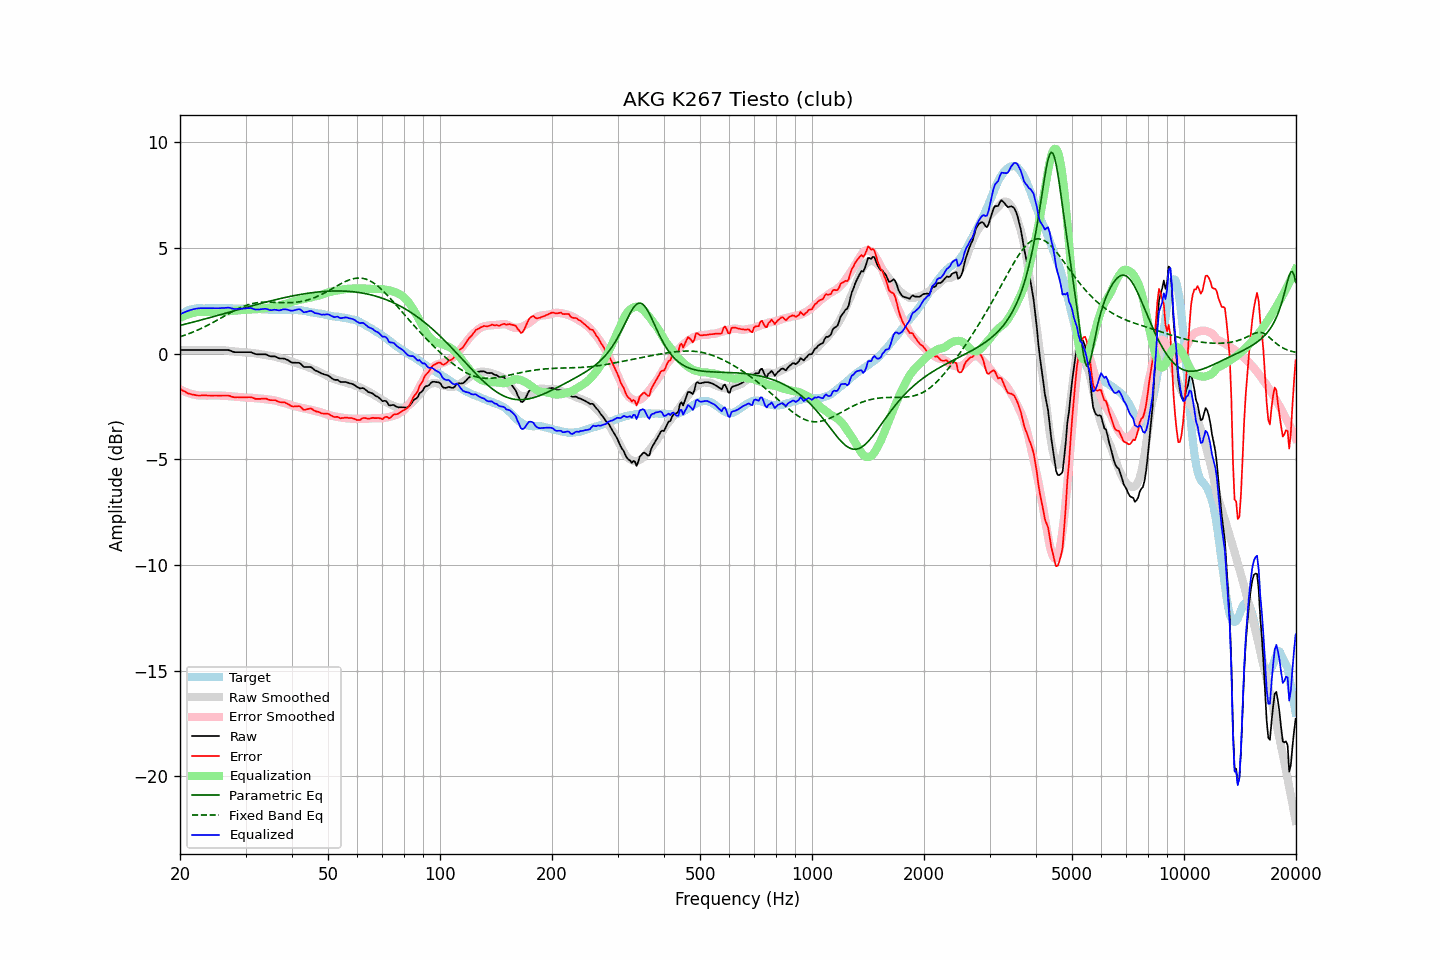 AKG K267 Tiesto (club)
Amplitude (dBr)
10
5
0
−5
−10
−15
−20
Target
Raw Smoothed
Error Smoothed
Raw
Error
Equalization
Parametric Eq
Fixed Band Eq
Equalized
20 50 100 200 500 1000 2000 5000 10000 20000
Frequency (Hz)